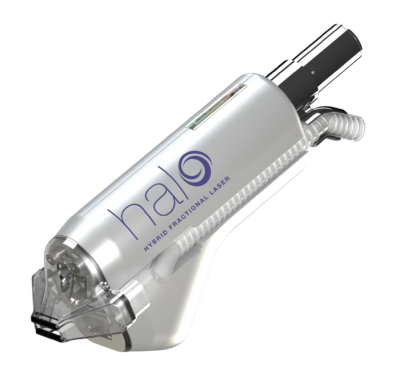 halo
HYBRID FRACTIONAL LASER